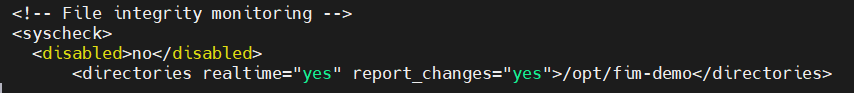 <!-- File integrity monitoring -->
<syscheck>
<disabled>no</disabled>
<directories realtime="yes" report_changes="yes">/opt/fim-demo</directories>